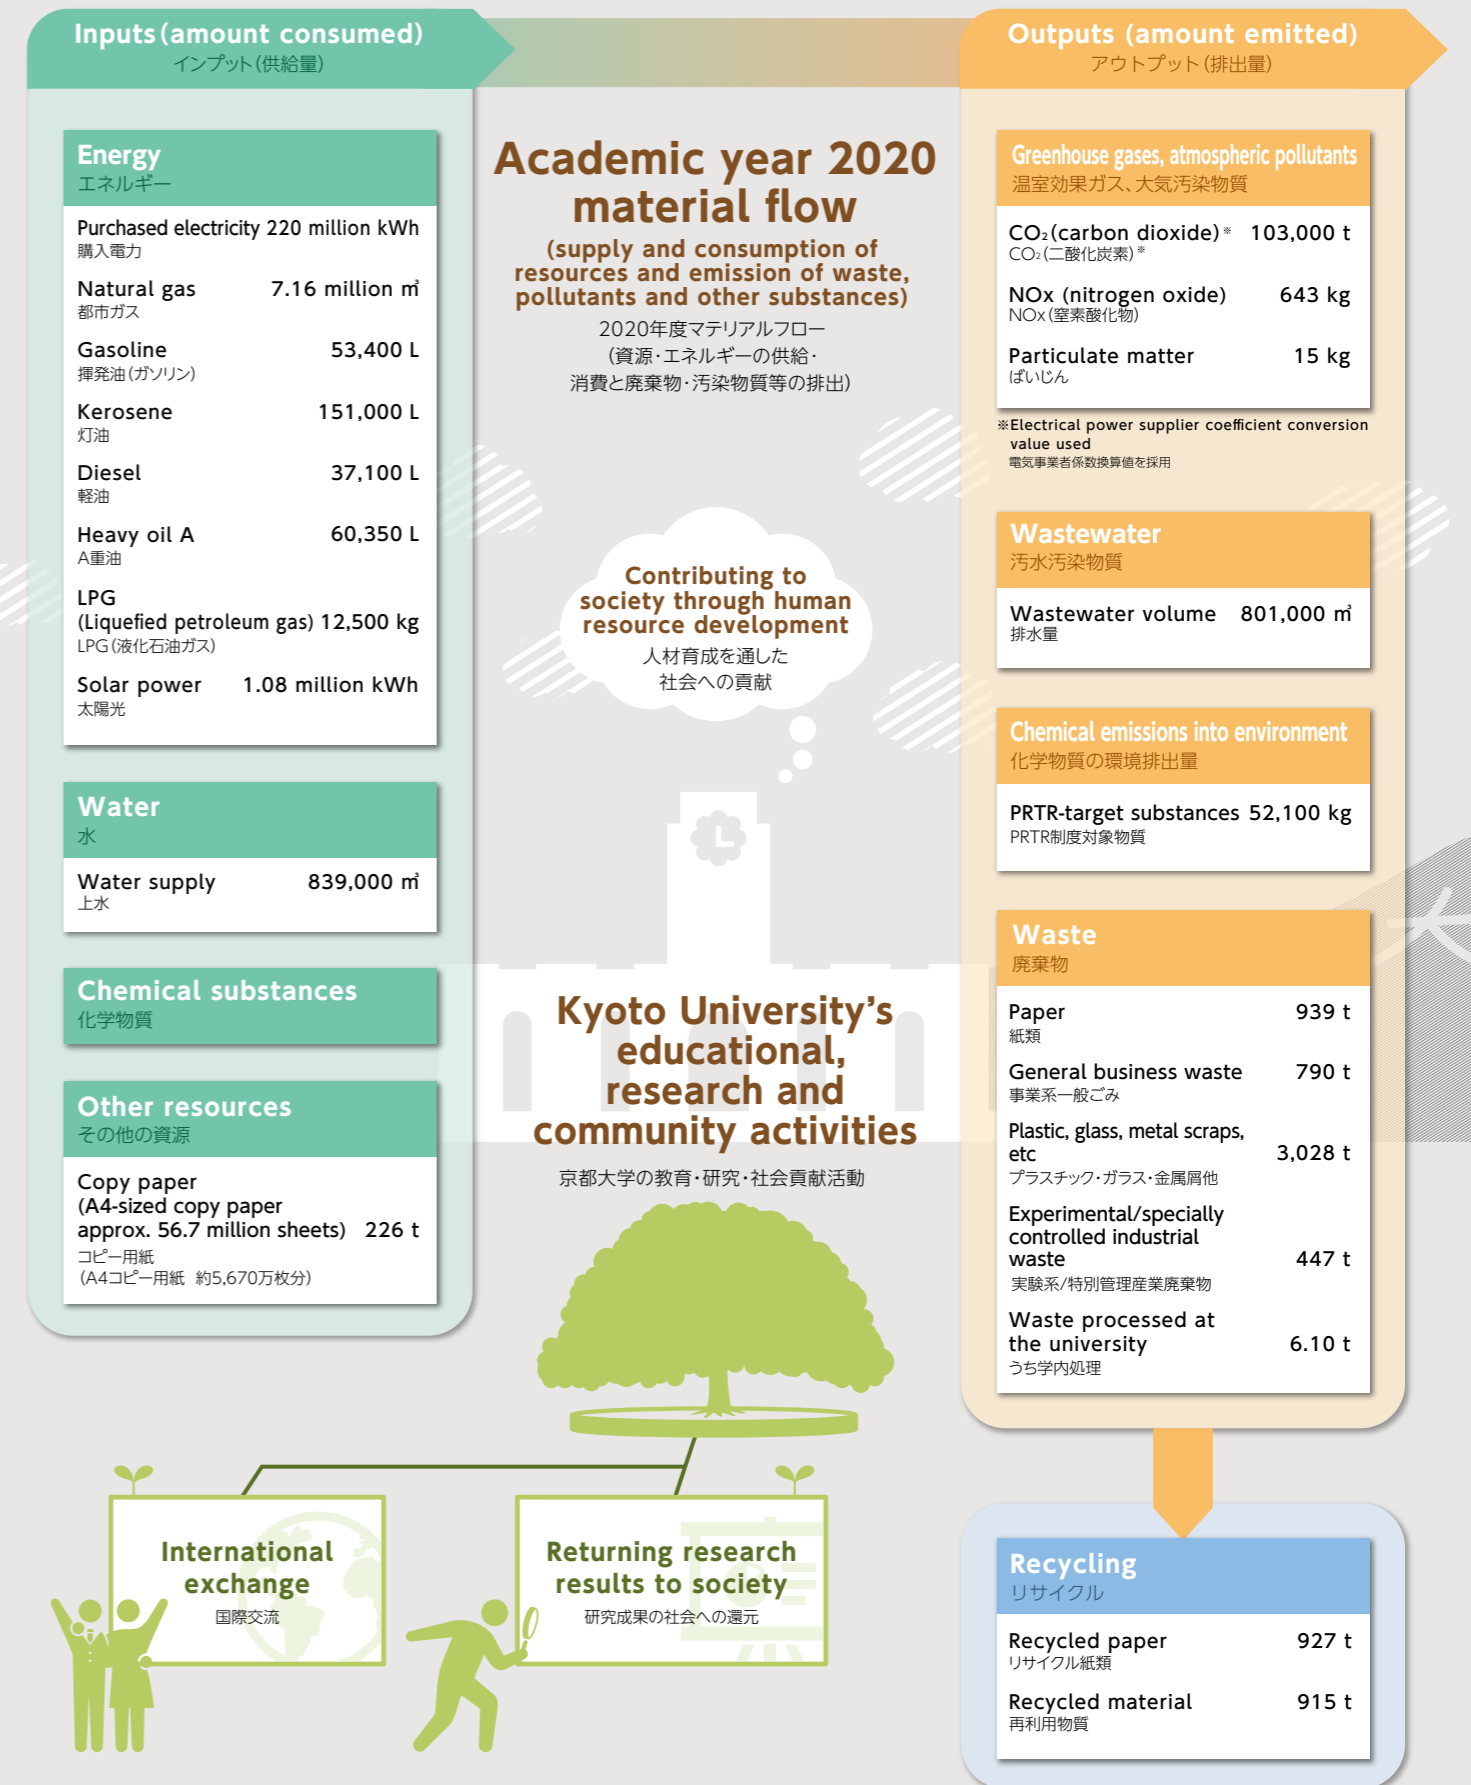 Inputs (amount consumed)
インプット（供給量）
Energy
エネルギー
Purchased electricity 220 million kWh
購入電力
Natural gas 7.16 million ㎥
都市ガス
Gasoline 53,400 L
揮発油（ガソリン）
Kerosene 151,000 L
灯油
Diesel 37,100 L
軽油
Heavy oil A 60,350 L
A重油
LPG
(Liquefied petroleum gas) 12,500 kg
LPG（液化石油ガス）
Solar power 1.08 million kWh
太陽光
Water
水
Water supply 839,000 ㎥
上水
Chemical substances
化学物質
Other resources
その他の資源
Copy paper
(A4-sized copy paper
approx. 56.7 million sheets) 226 t
コピー用紙
（A4コピー用紙 約5,670万枚分）
Academic year 2020
material flow
(supply and consumption of
resources and emission of waste,
pollutants and other substances)
2020年度マテリアルフロー
（資源・エネルギーの供給・
消費と廃棄物・汚染物質等の排出）
Contributing to
society through human
resource development
人材育成を通した
社会への貢献
Kyoto University's
educational,
research and
community activities
京都大学の教育・研究・社会貢献活動
International
exchange
国際交流
Returning research
results to society
研究成果の社会への還元
Outputs (amount emitted)
アウトプット（排出量）
Greenhouse gases, atmospheric pollutants
温室効果ガス、大気汚染物質
CO₂(carbon dioxide)※ 103,000 t
CO₂（二酸化炭素）※
NOx (nitrogen oxide) 643 kg
NOx（窒素酸化物）
Particulate matter 15 kg
ばいじん
※Electrical power supplier coefficient conversion
value used
電気事業者係数換算値を採用
Wastewater
汚水汚染物質
Wastewater volume 801,000 ㎥
排水量
Chemical emissions into environment
化学物質の環境排出量
PRTR-target substances 52,100 kg
PRTR制度対象物質
Waste
廃棄物
Paper 939 t
紙類
General business waste 790 t
事業系一般ごみ
Plastic, glass, metal scraps,
etc 3,028 t
プラスチック・ガラス・金属屑他
Experimental/specially
controlled industrial
waste 447 t
実験系/特別管理産業廃棄物
Waste processed at
the university 6.10 t
うち学内処理
大
Recycling
リサイクル
Recycled paper 927 t
リサイクル紙類
Recycled material 915 t
再利用物質